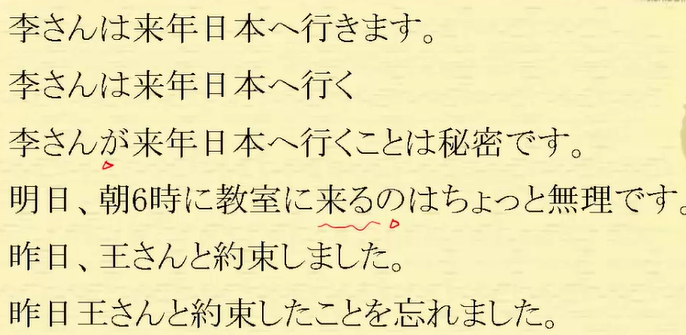 李さんは来年日本へ行きます。
李さんは来年日本へ行く
李さんが来年日本へ行くことは秘密です。
明日、朝6時に教室に来るのはちょっと無理です。
昨日、王さんと約束しました。
昨日王さんと約束したことを忘れました。